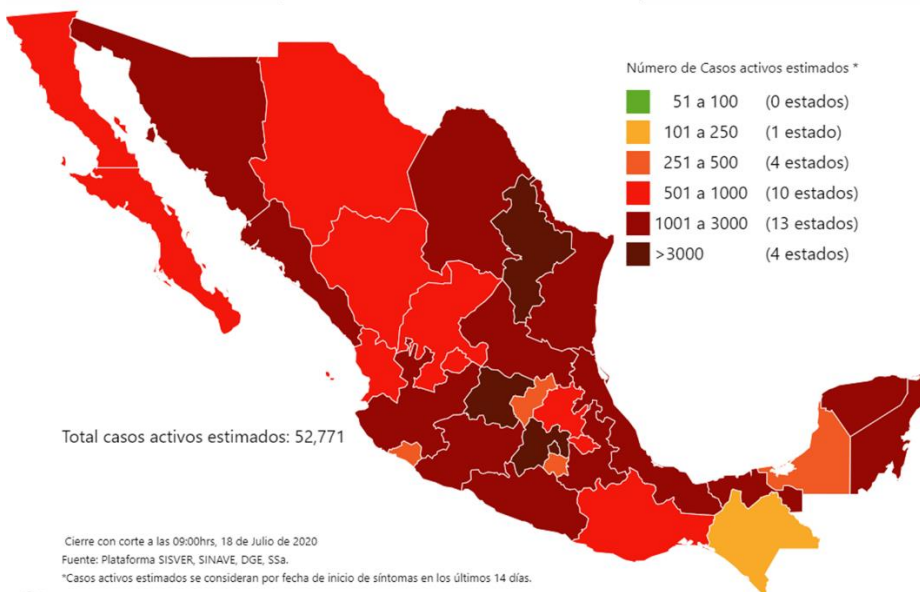 Número de Casos activos estimados *
51 a 100 (0 estados)
101 a 250 (1 estado)
251 a 500 (4 estados)
501 a 1000 (10 estados)
1001 a 3000 (13 estados)
>3000 (4 estados)
Total casos activos estimados: 52,771
Cierre con corte a las 09:00hrs, 18 de Julio de 2020
Fuente: Plataforma SISVER, SINAVE, DGE, SSa.
*Casos activos estimados se consideran por fecha de inicio de síntomas en los últimos 14 días.